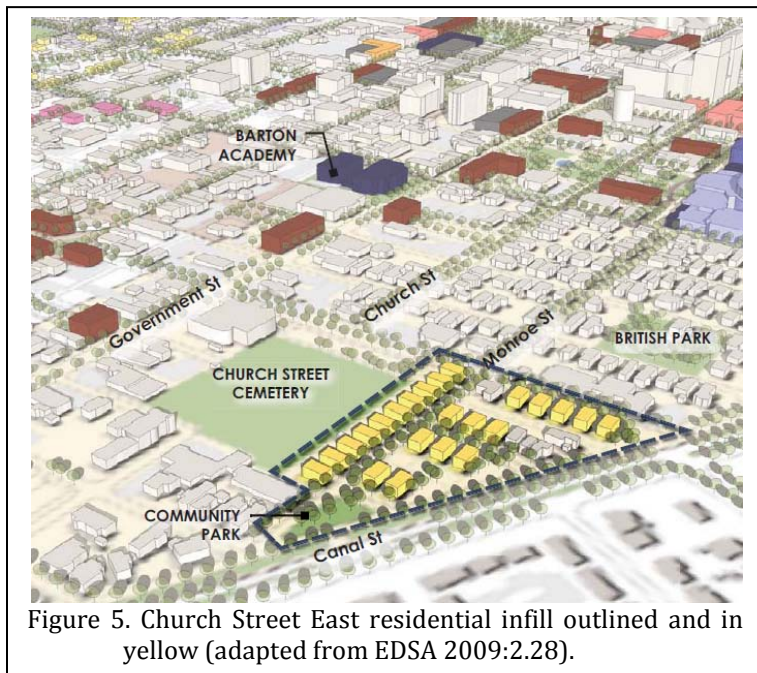 BARTON
ACADEMY
Government St
Church St
Monroe St
BRITISH PARK
CHURCH STREET
CEMETERY
COMMUNITY
PARK
Canal St
Figure 5. Church Street East residential infill outlined and in
yellow (adapted from EDSA 2009:2.28).